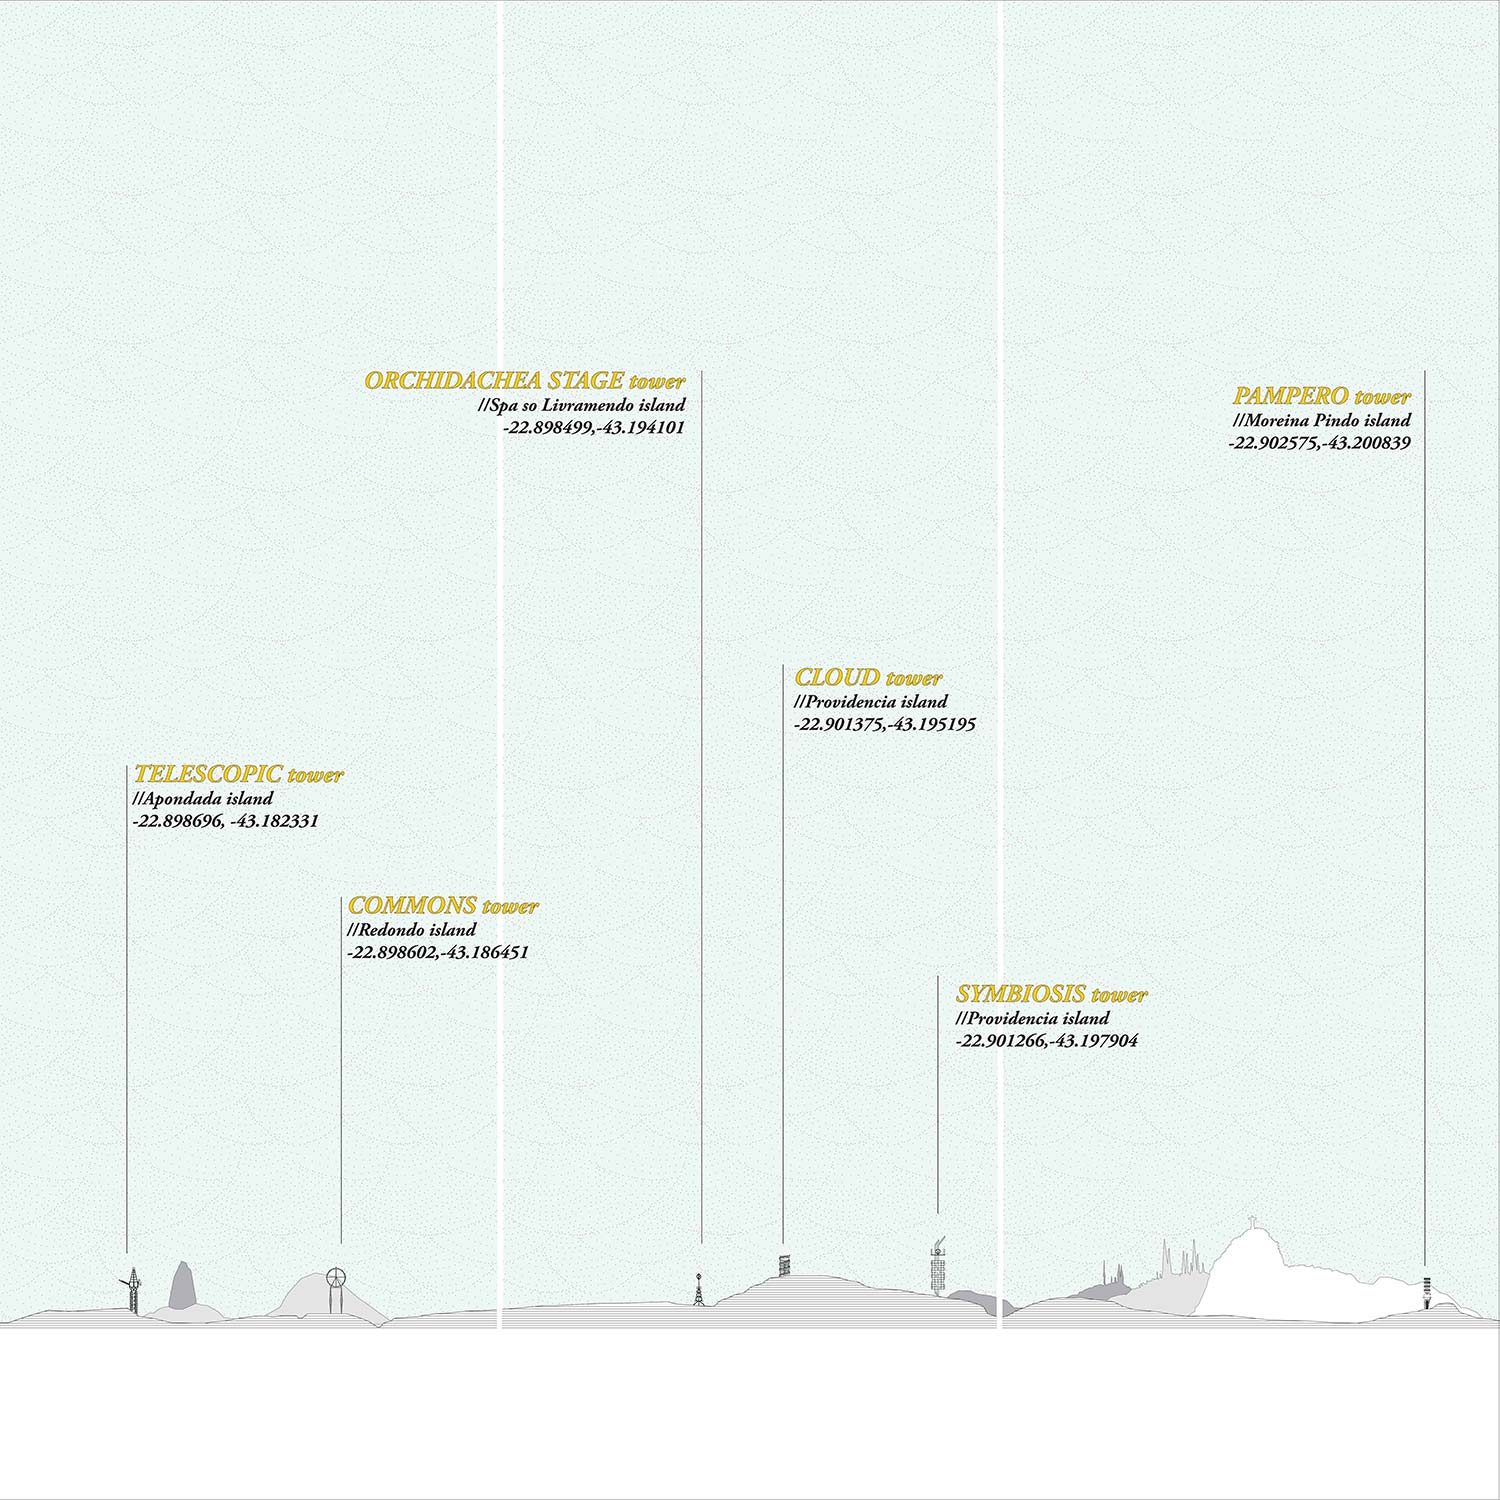 ORCHIDACHEA STAGE tower
//Spa so Livramendo island
-22.898499,-43.194101
PAMPERO tower
//Moreina Pindo island
-22.902575,-43.200839
CLOUD tower
//Providencia island
-22.901375,-43.195195
TELESCOPIC tower
//Apondada island
-22.898696, -43.182331
COMMONS tower
//Redondo island
-22.898602,-43.186451
SYMBIOSIS tower
//Providencia island
-22.901266,-43.197904